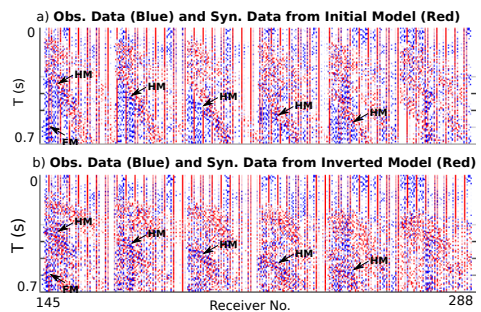 a) Obs. Data (Blue) and Syn. Data from Initial Model (Red)
0
T (s)
0.7
HM
HM
HM
HM
HM
FM
b) Obs. Data (Blue) and Syn. Data from Inverted Model (Red)
0
T (s)
0.7
HM
HM
HM
HM
HM
FM
145
Receiver No.
288